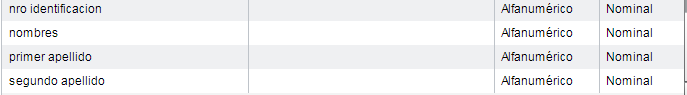 nro identificacion Alfanumérico Nominal
nombres Alfanumérico Nominal
primer apellido Alfanumérico Nominal
segundo apellido Alfanumérico Nominal